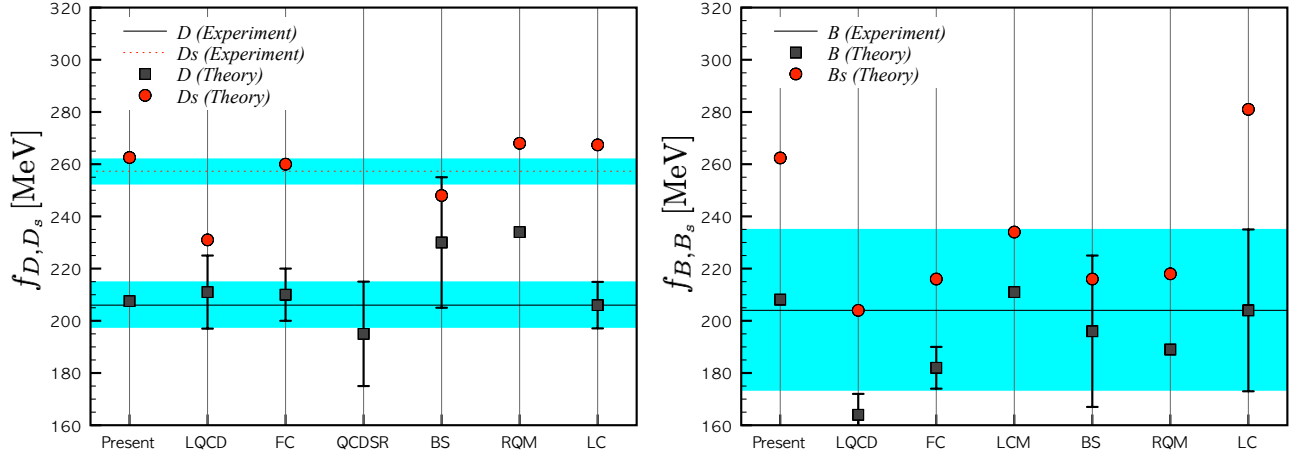 320
300
280
260
240
220
200
180
160
f_{D,D_s} [MeV]
D (Experiment)
Ds (Experiment)
D (Theory)
Ds (Theory)
Present LQCD FC QCDSR BS RQM LC
320
300
280
260
240
220
200
180
160
f_{B,B_s} [MeV]
B (Experiment)
B (Theory)
Bs (Theory)
Present LQCD FC LCM BS RQM LC